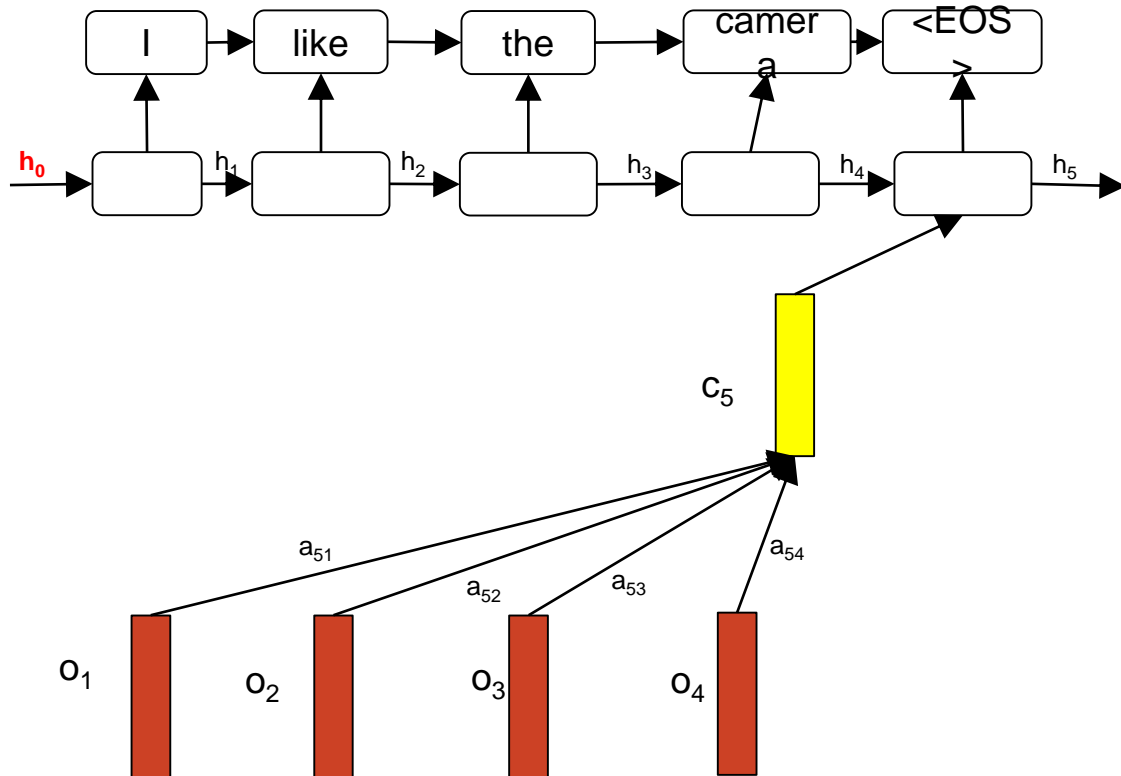 I like the camer <EOS
a >
h₀ h₁ h₂ h₃ h₄ h₅
c₅
a₅₁ a₅₂ a₅₃ a₅₄
o₁ o₂ o₃ o₄